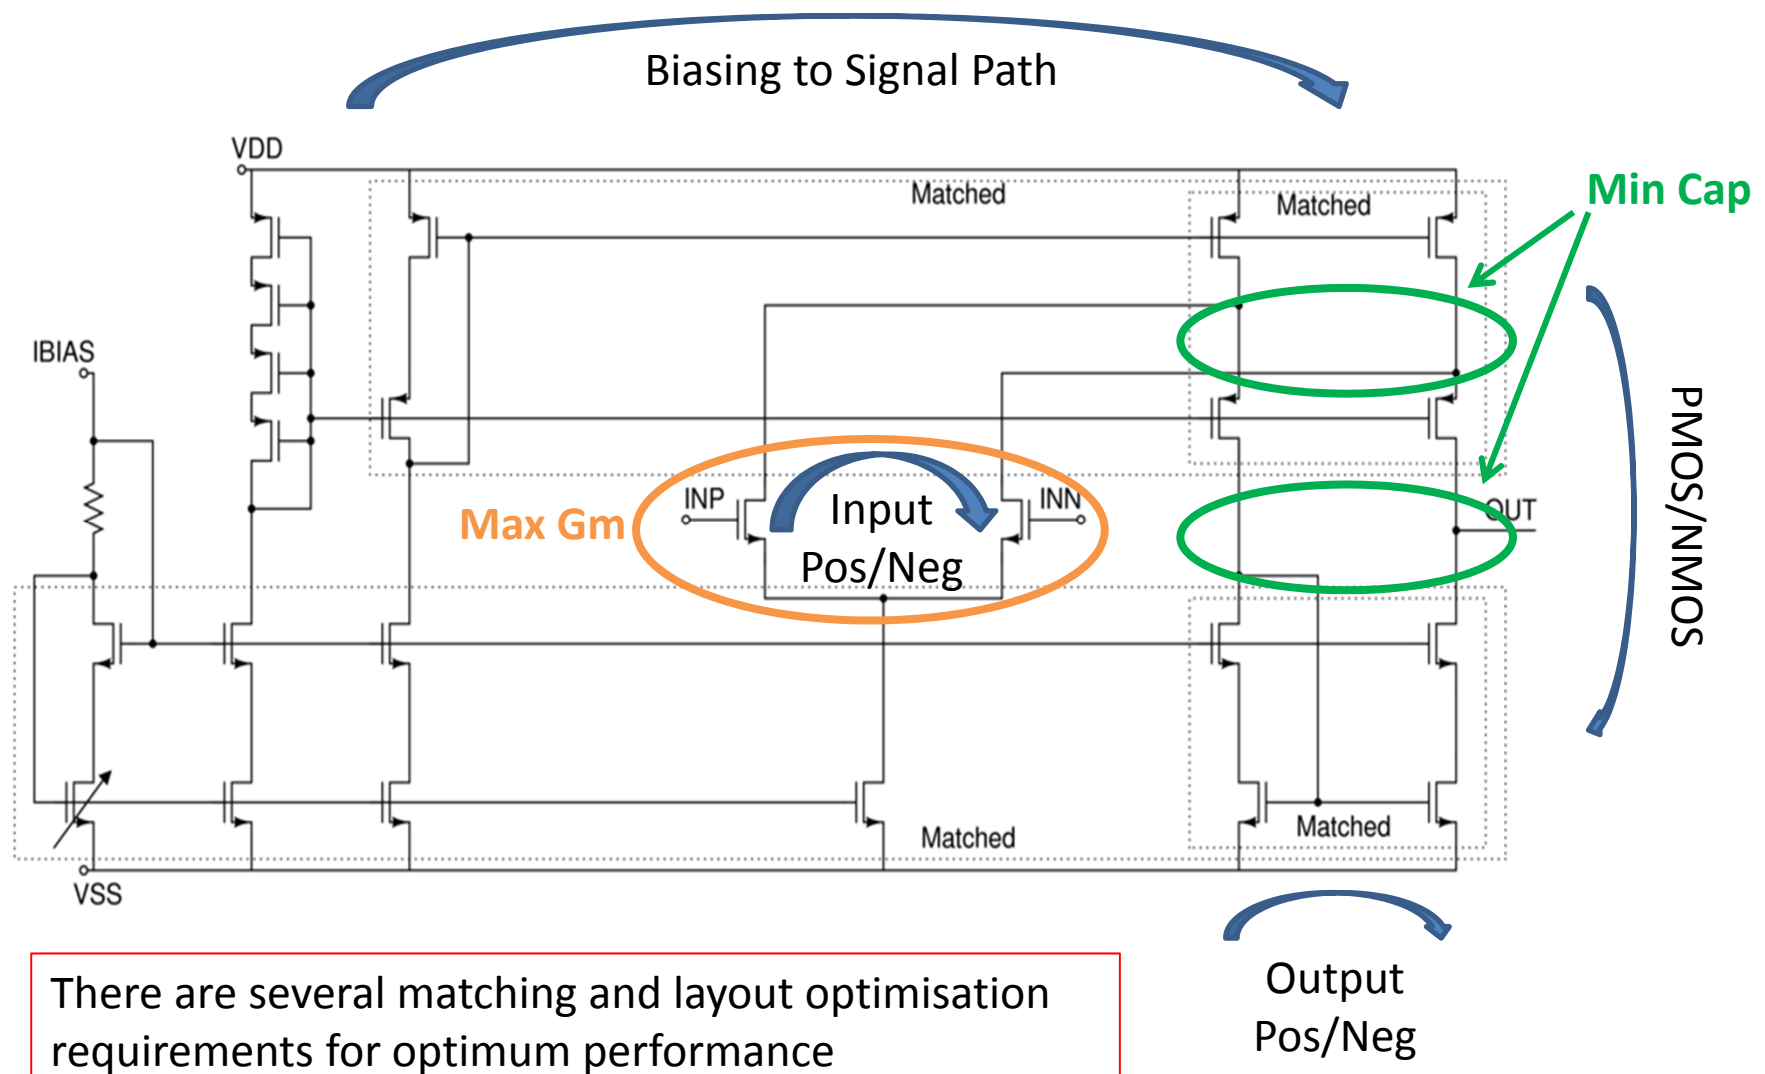 Biasing to Signal Path
VDD
Matched
Matched
Min Cap
IBIAS
PMOS/NMOS
INP
INN
OUT
Max Gm
Input
Pos/Neg
Matched
Matched
VSS
There are several matching and layout optimisation
requirements for optimum performance
Output
Pos/Neg